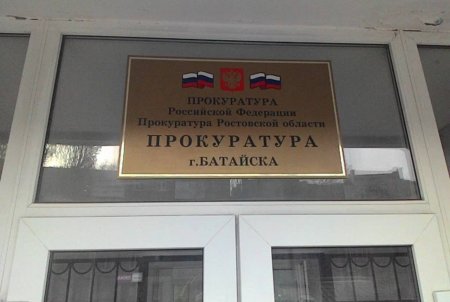 ПРОКУРАТУРА
Российской Федерации
Прокуратура Ростовской области
ПРОКУРАТУРА
г.БАТАЙСКА